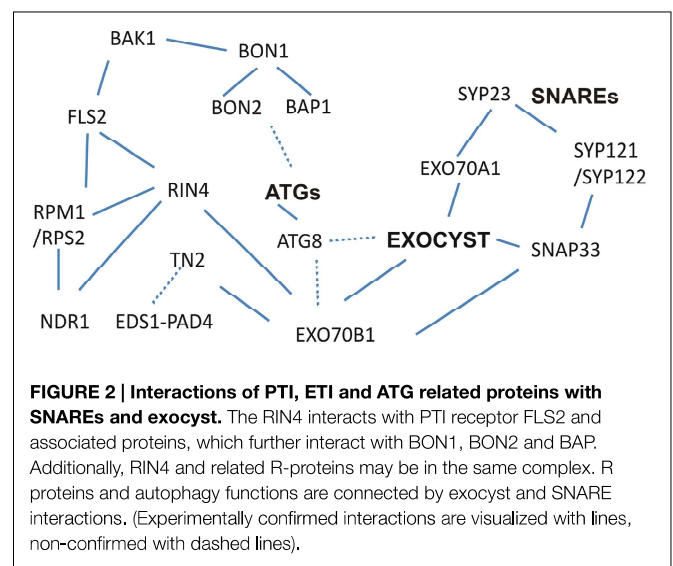 BAK1
BON1
BON2 BAP1
SYP23 SNAREs
FLS2
SYP121
/SYP122
EXO70A1
RIN4
ATGs
RPM1
/RPS2
ATG8
EXOCYST
SNAP33
TN2
NDR1
EDS1-PAD4
EXO70B1
FIGURE 2 | Interactions of PTI, ETI and ATG related proteins with
SNAREs and exocyst. The RIN4 interacts with PTI receptor FLS2 and
associated proteins, which further interact with BON1, BON2 and BAP.
Additionally, RIN4 and related R-proteins may be in the same complex. R
proteins and autophagy functions are connected by exocyst and SNARE
interactions. (Experimentally confirmed interactions are visualized with lines,
non-confirmed with dashed lines).